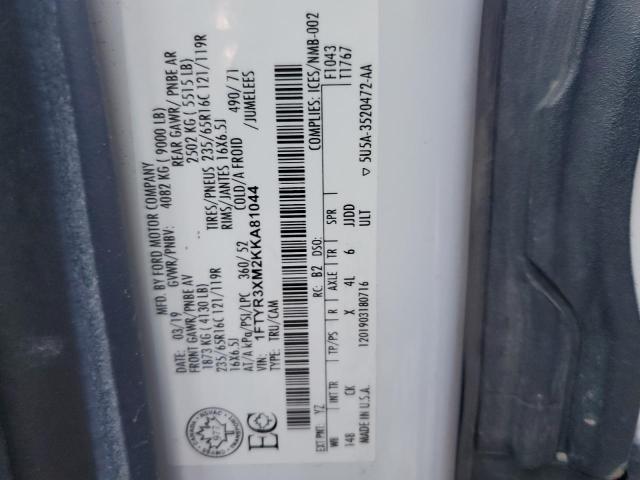 MFD. BY FORD MOTOR COMPANY
03/19 GVWR/PNBV: 4082 KG (9000 LB)
FRONT GAWR/PNBE AV REAR GAWR/ PNBE AR
1873 KG (4130 LB) 2502 KG (5515 LB)
235/65R16C 121/119R TIRES/PNEUS 235/65R16C 121/119R
16X6.5J RIMS/JANTES 16X6.5J
AT/A kPa/PSI/LPC 360/52 COLD/A FROID 490/71
VIN: 1FTYR3XM2KKA81044 /JUMELEES
TYPE: TRU/CAM
COMPLIES: ICES/NMB-002
F1043
T1767
EXT PNT: YZ RC: B2 DSO:
WB INT TR TP/PS R AXLE TR SPR
148 CK X 4L 6 JJDD
ULT
MADE IN U.S.A. 12019031B0716 ▽ 5U5A-3520472-AA
EC